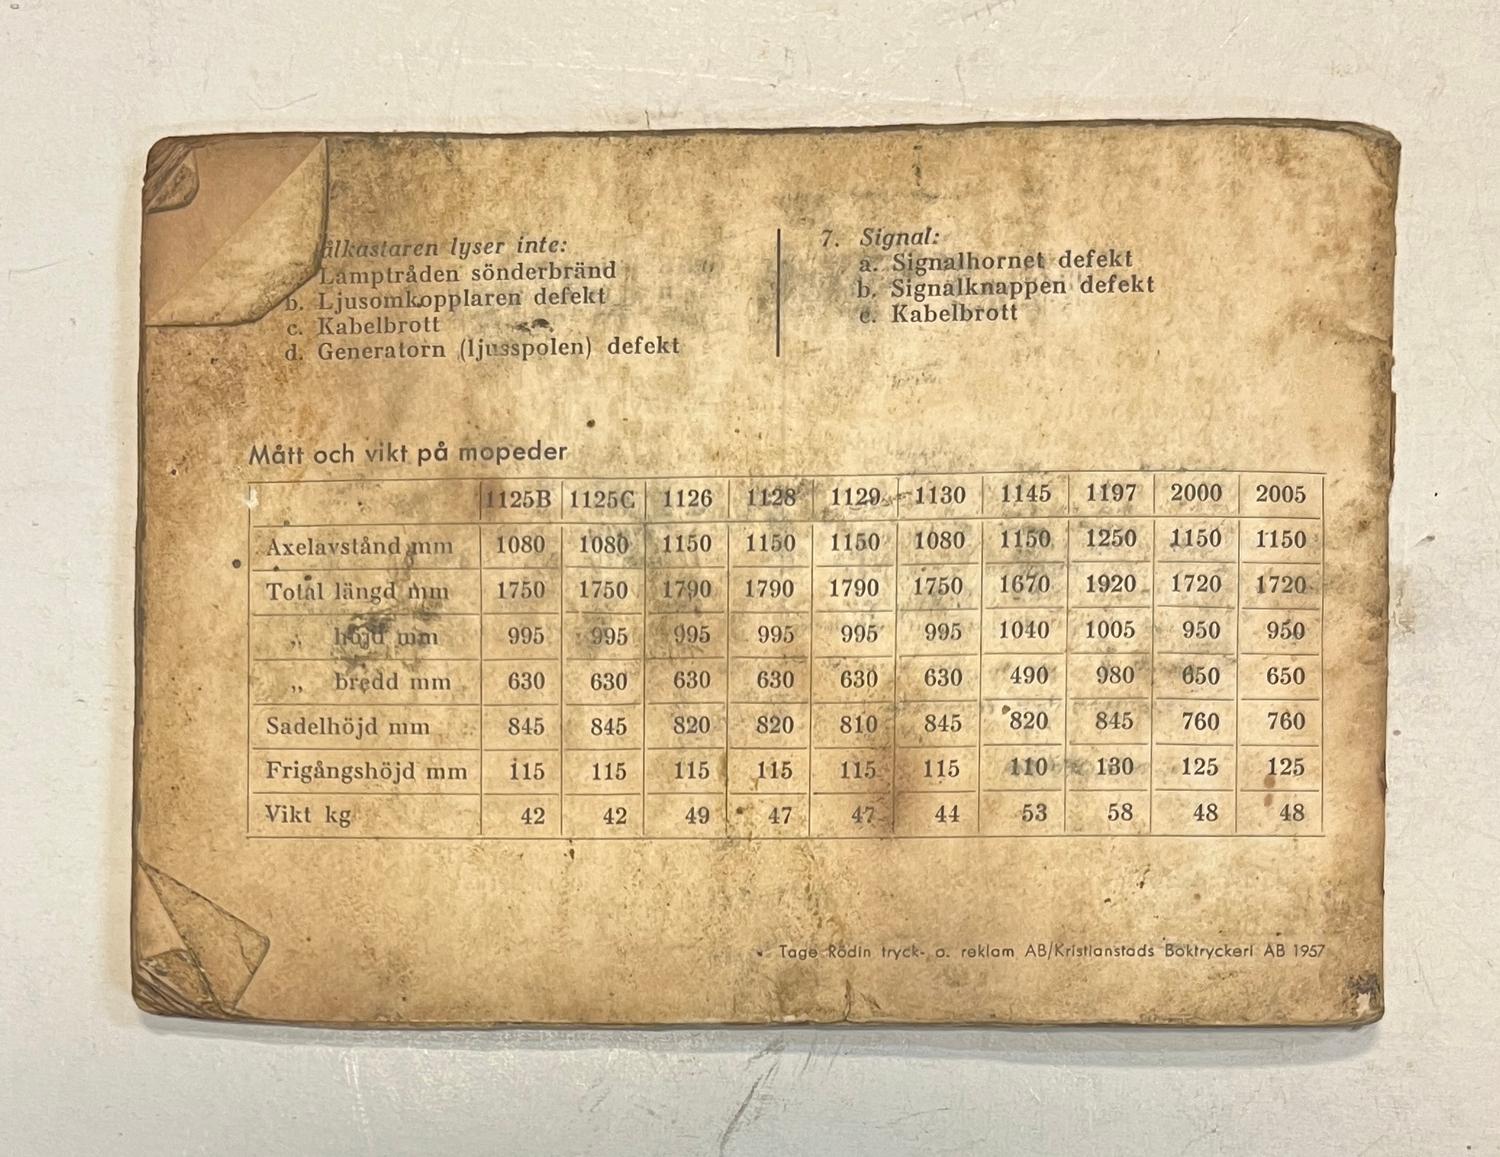 ålkastaren lyser inte:
Lamptråden sönderbränd
b. Ljusomkopplaren defekt
c. Kabelbrott
d. Generatorn (ljusspolen) defekt
7. Signal:
a. Signalhornet defekt
b. Signalknappen defekt
c. Kabelbrott
Mått och vikt på mopeder
1125B 1125C 1126 1128 1129 1130 1145 1197 2000 2005
Axelavstånd mm 1080 1080 1150 1150 1150 1080 1150 1250 1150 1150
Total längd mm 1750 1750 1790 1790 1790 1750 1670 1920 1720 1720
„ höjd mm 995 995 995 995 995 995 1040 1005 950 950
„ bredd mm 630 630 630 630 630 630 490 980 650 650
Sadelhöjd mm 845 845 820 820 810 845 820 845 760 760
Frigångshöjd mm 115 115 115 115 115 115 110 130 125 125
Vikt kg 42 42 49 47 47 44 53 58 48 48
Tage Rödin tryck- o. reklam AB/Kristianstads Boktryckeri AB 1957